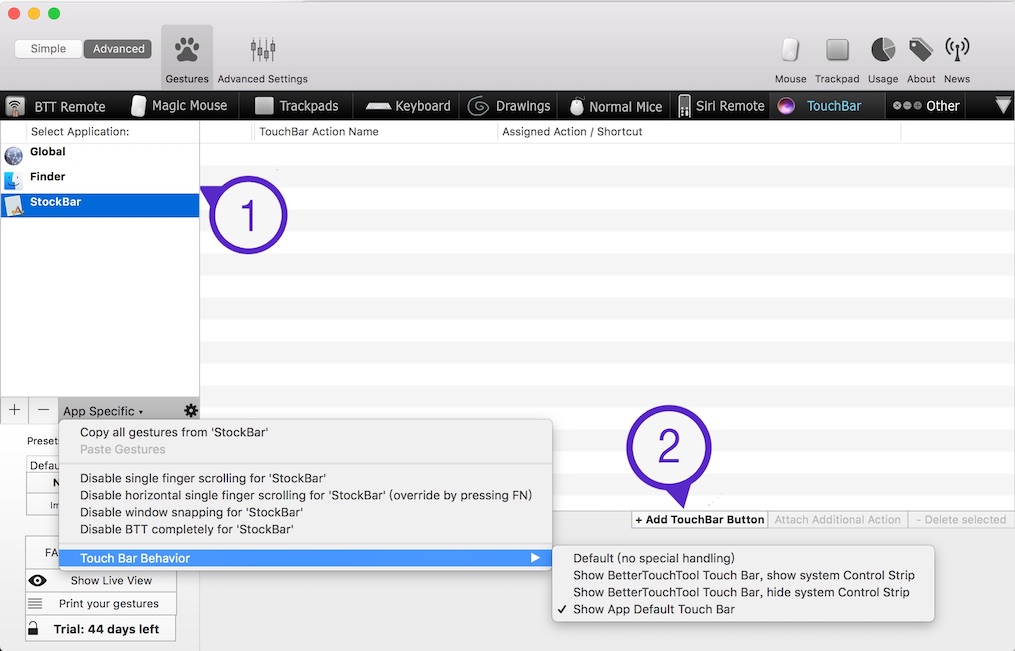 Simple
Advanced
Gestures
Advanced Settings
Mouse
Trackpad
Usage
About
News
BTT Remote
Magic Mouse
Trackpads
Keyboard
Drawings
Normal Mice
Siri Remote
TouchBar
Other
Select Application:
TouchBar Action Name
Assigned Action / Shortcut
Global
Finder
StockBar
1
+
−
App Specific
Copy all gestures from 'StockBar'
Paste Gestures
Disable single finger scrolling for 'StockBar'
Disable horizontal single finger scrolling for 'StockBar' (override by pressing FN)
Disable window snapping for 'StockBar'
Disable BTT completely for 'StockBar'
Touch Bar Behavior
Preset
Defau
N
Im
FA
2
+ Add TouchBar Button
Attach Additional Action
- Delete selected
Default (no special handling)
Show BetterTouchTool Touch Bar, show system Control Strip
Show BetterTouchTool Touch Bar, hide system Control Strip
✓ Show App Default Touch Bar
Show Live View
Print your gestures
Trial: 44 days left